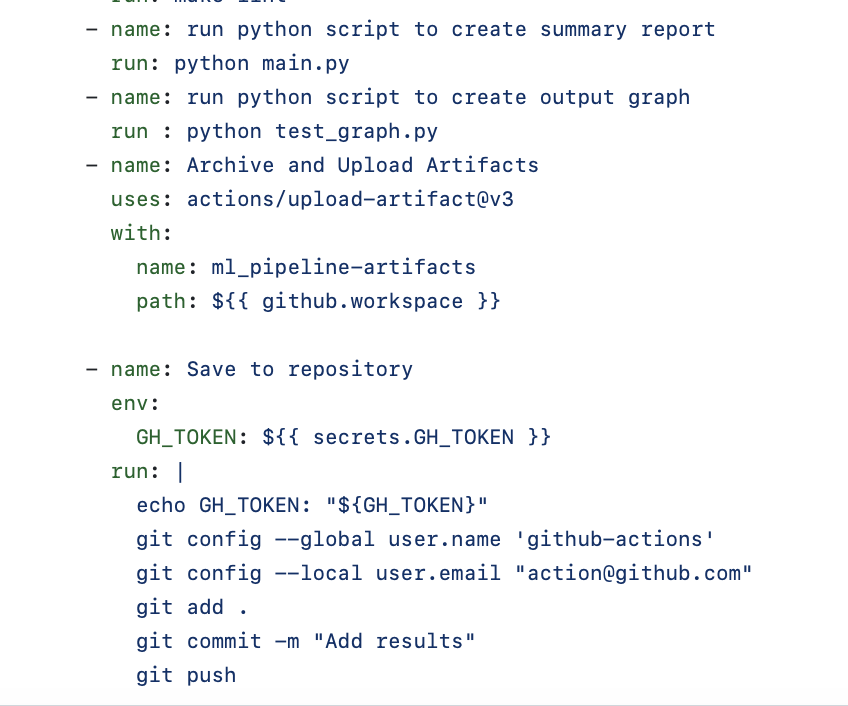 run: make lint
- name: run python script to create summary report
run: python main.py
- name: run python script to create output graph
run : python test_graph.py
- name: Archive and Upload Artifacts
uses: actions/upload-artifact@v3
with:
name: ml_pipeline-artifacts
path: ${{ github.workspace }}
- name: Save to repository
env:
GH_TOKEN: ${{ secrets.GH_TOKEN }}
run: |
echo GH_TOKEN: "${GH_TOKEN}"
git config --global user.name 'github-actions'
git config --local user.email "action@github.com"
git add .
git commit -m "Add results"
git push